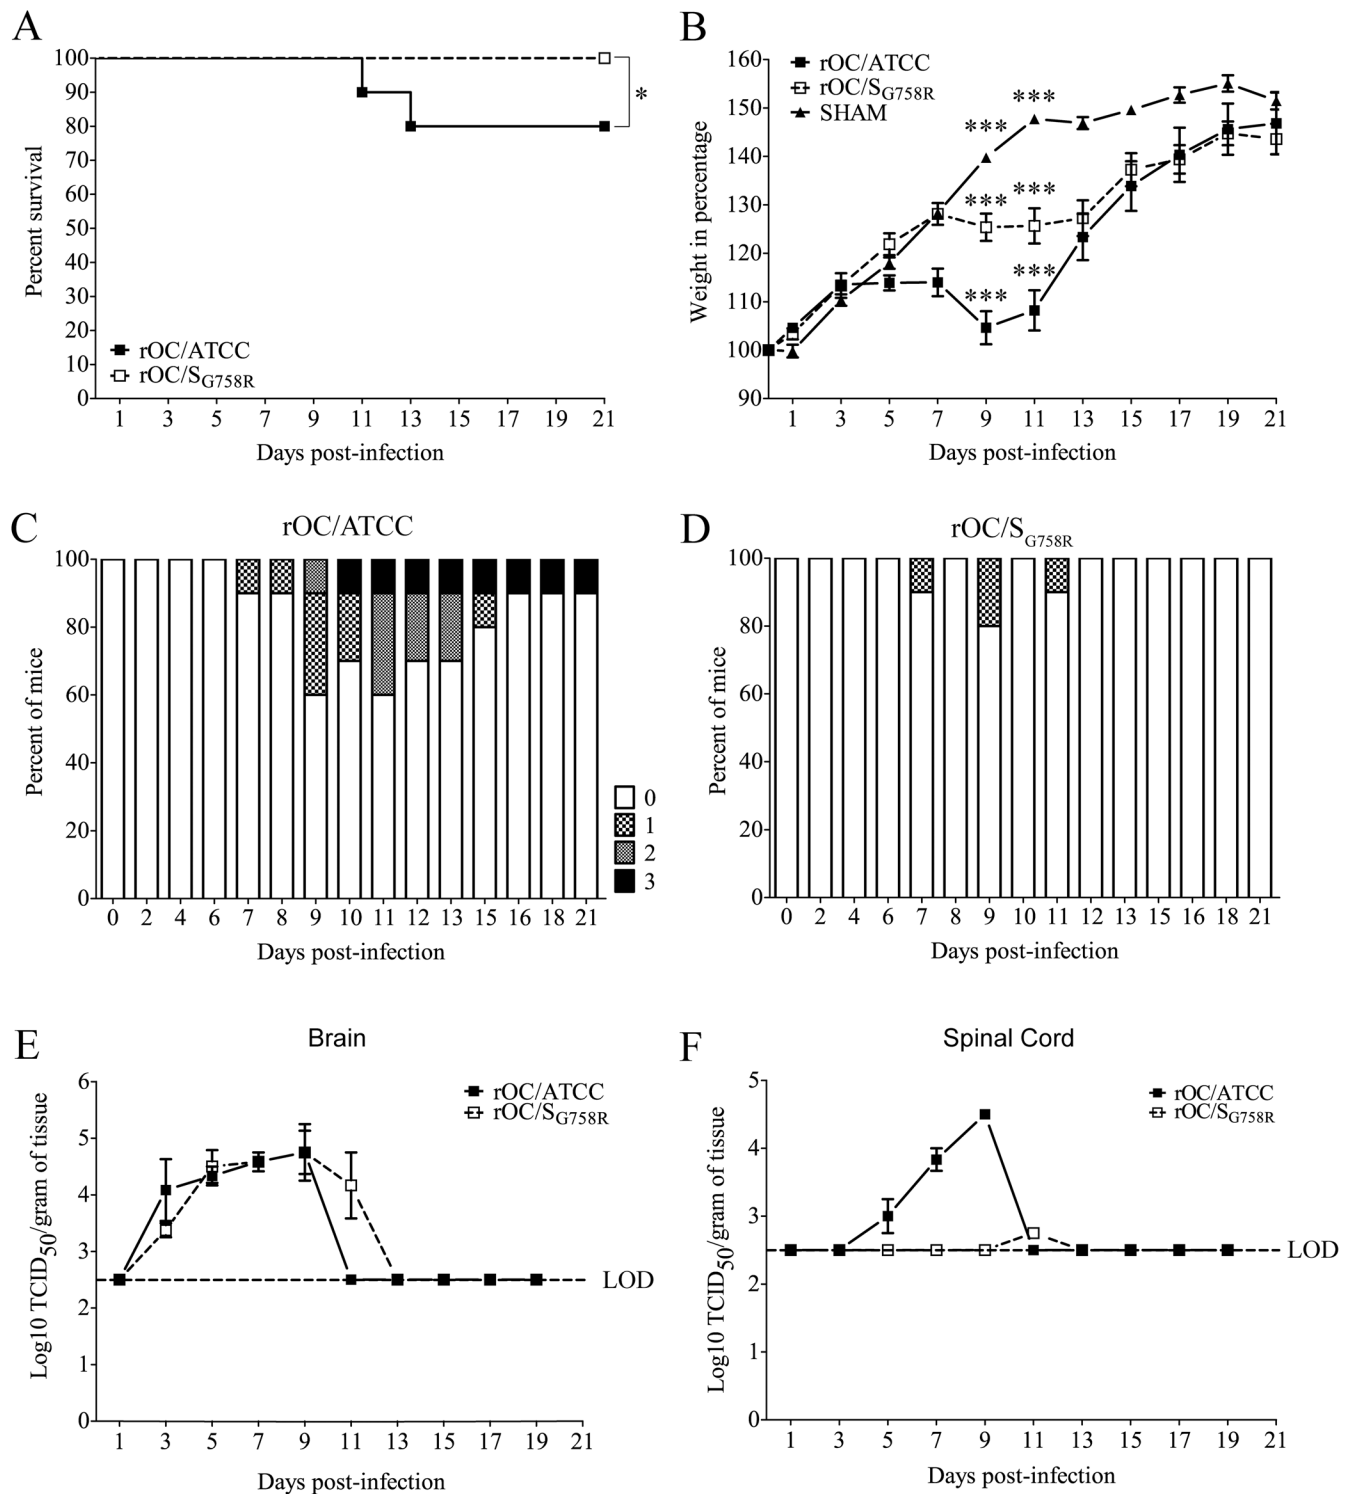 A
Percent survival
100
90
80
70
60
50
40
30
20
10
0
*
rOC/ATCC
rOC/SG758R
1 3 5 7 9 11 13 15 17 19 21
Days post-infection
B
Weight in percentage
160
150
140
130
120
110
100
90
rOC/ATCC
rOC/SG758R
SHAM
*** ***
*** ***
*** ***
1 3 5 7 9 11 13 15 17 19 21
Days post-infection
C
rOC/ATCC
Percent of mice
100
80
60
40
20
0
0 2 4 6 7 8 9 10 11 12 13 15 16 18 21
Days post-infection
0
1
2
3
D
rOC/SG758R
Percent of mice
100
80
60
40
20
0
0 2 4 6 7 8 9 10 11 12 13 15 16 18 21
Days post-infection
E
Brain
Log10 TCID50/gram of tissue
6
5
4
3
2
1
0
rOC/ATCC
rOC/SG758R
LOD
1 3 5 7 9 11 13 15 17 19 21
Days post-infection
F
Spinal Cord
Log10 TCID50/gram of tissue
5
4
3
2
1
0
rOC/ATCC
rOC/SG758R
LOD
1 3 5 7 9 11 13 15 17 19 21
Days post-infection